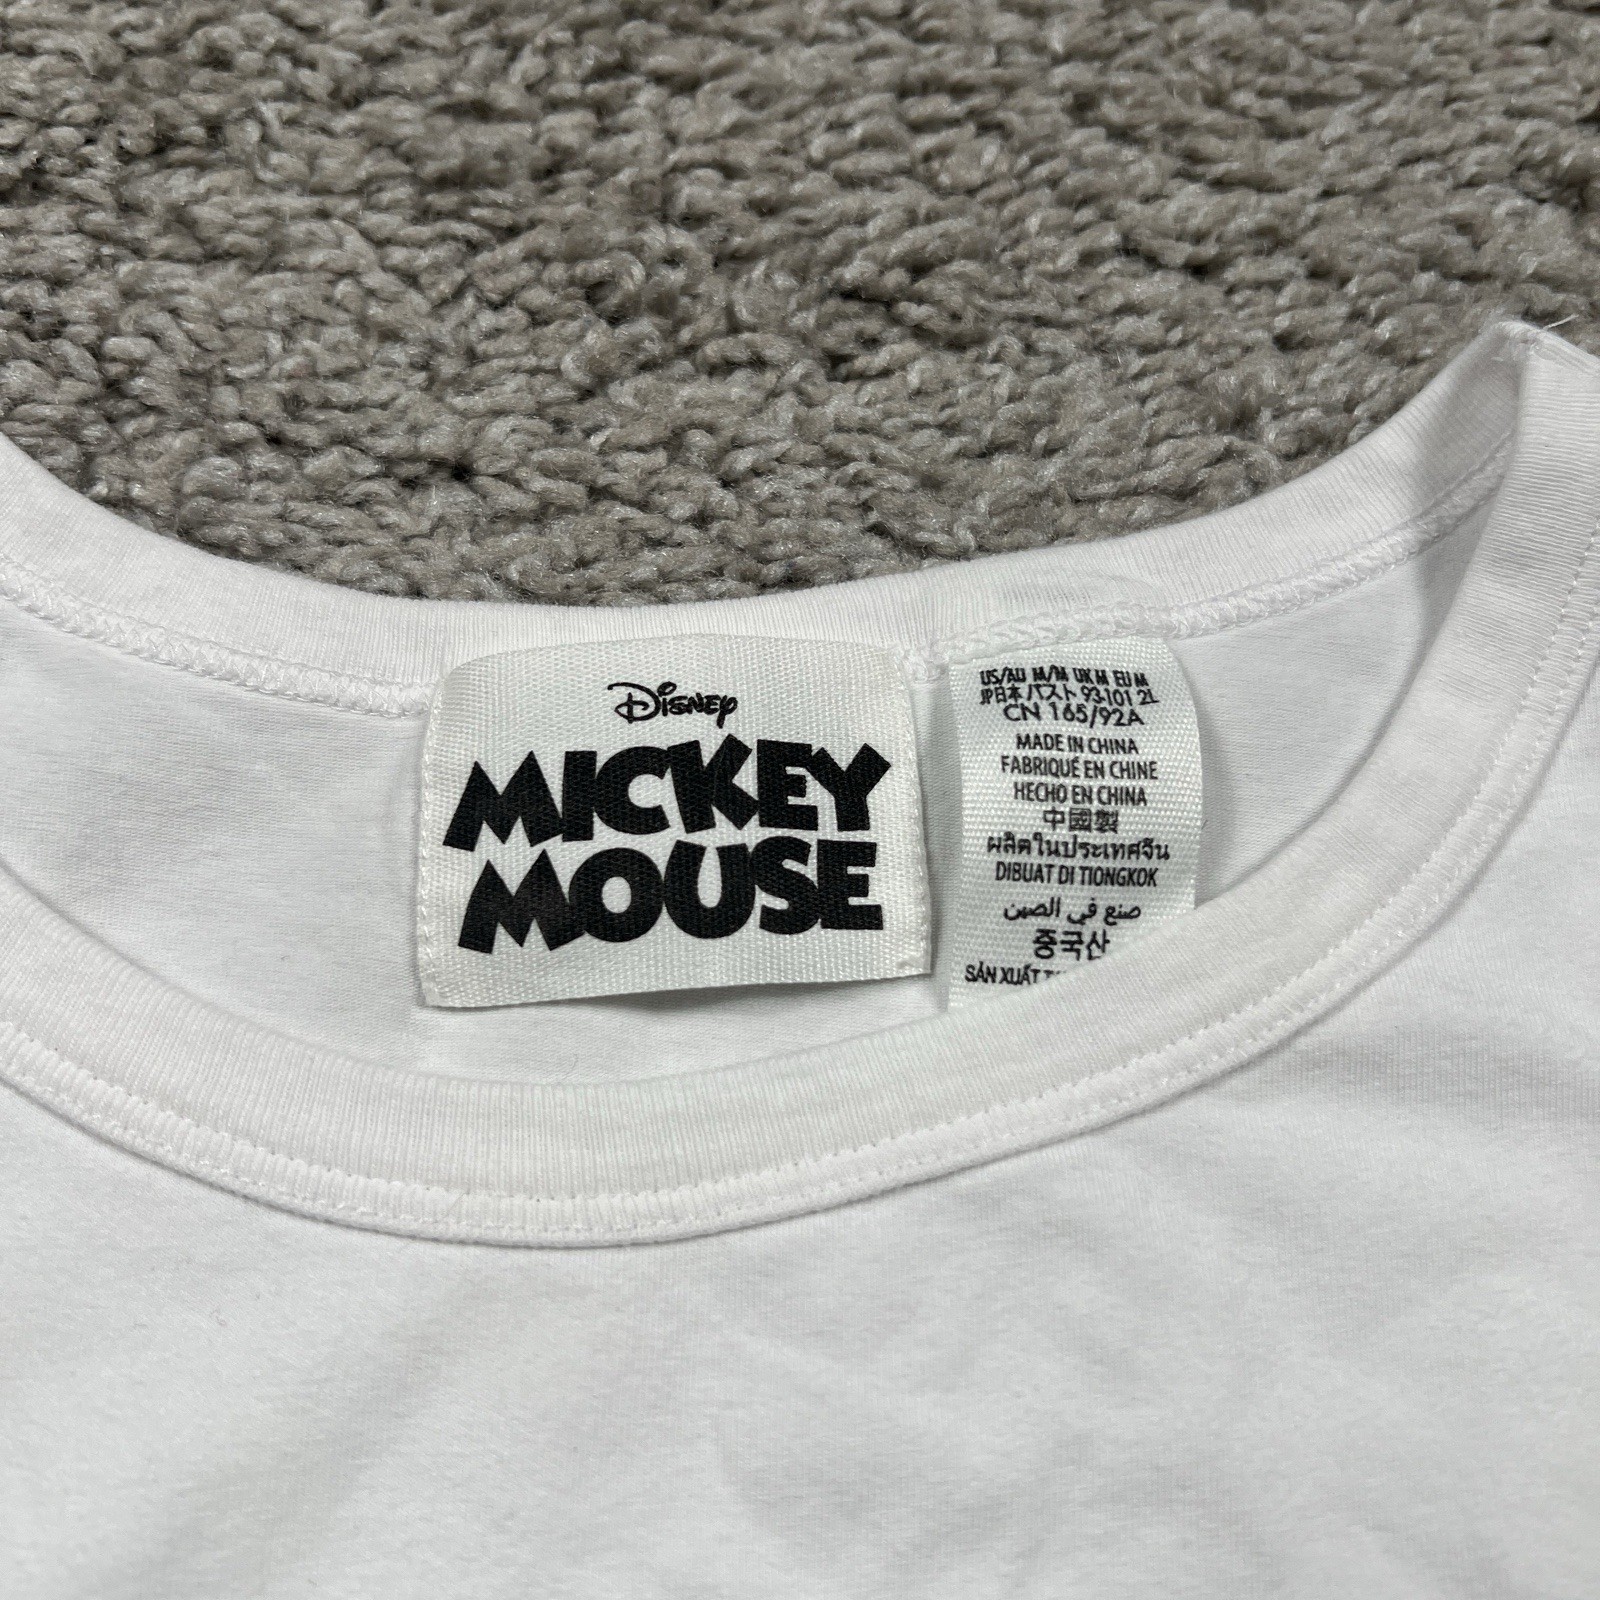 Disney
MICKEY
MOUSE
US/AU M/M UK M EU M
JP日本 バスト 93-101 2L
CN 165/92A
MADE IN CHINA
FABRIQUÉ EN CHINE
HECHO EN CHINA
中國製
ผลิตในประเทศจีน
DIBUAT DI TIONGKOK
صنع في الصين
중국산
SẢN XUẤT